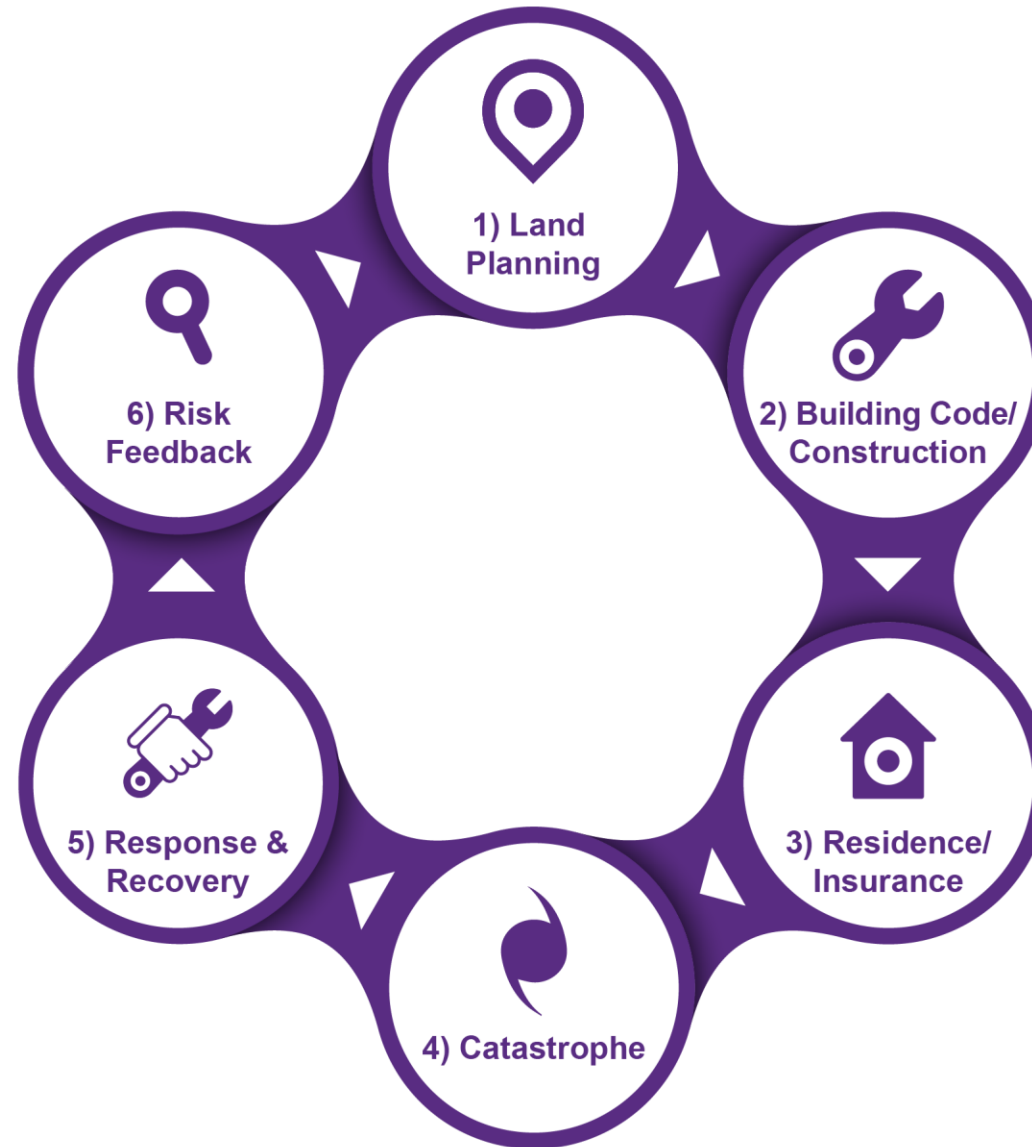 1) Land
Planning
2) Building Code/
Construction
3) Residence/
Insurance
4) Catastrophe
5) Response &
Recovery
6) Risk
Feedback